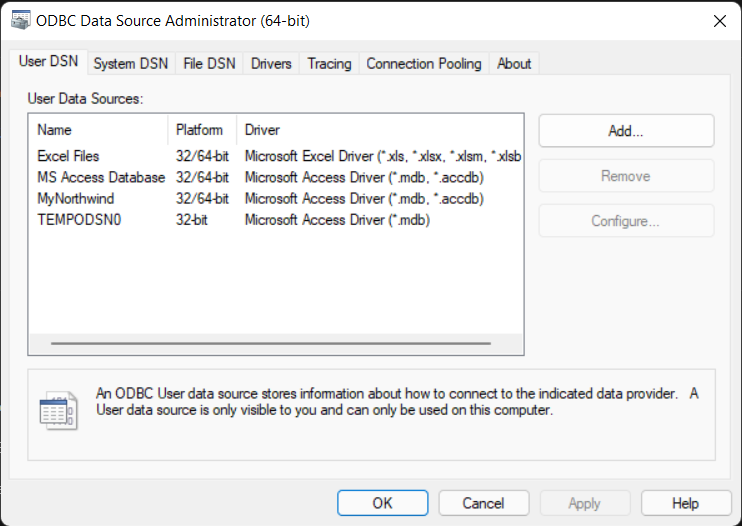 ODBC Data Source Administrator (64-bit)
User DSN System DSN File DSN Drivers Tracing Connection Pooling About
User Data Sources:
Name Platform Driver
Excel Files 32/64-bit Microsoft Excel Driver (*.xls, *.xlsx, *.xlsm, *.xlsb
MS Access Database 32/64-bit Microsoft Access Driver (*.mdb, *.accdb)
MyNorthwind 32/64-bit Microsoft Access Driver (*.mdb, *.accdb)
TEMPODSN0 32-bit Microsoft Access Driver (*.mdb)
Add...
Remove
Configure...
An ODBC User data source stores information about how to connect to the indicated data provider. A
User data source is only visible to you and can only be used on this computer.
OK Cancel Apply Help